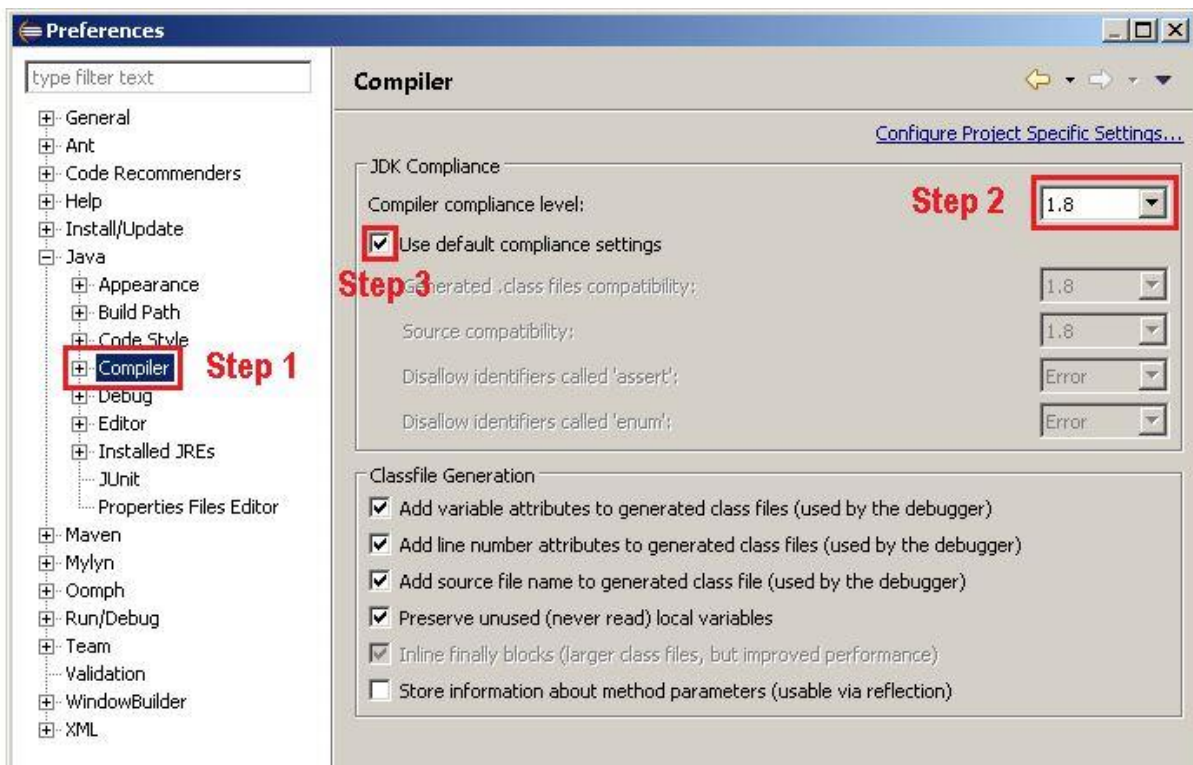 Preferences
type filter text
General
Ant
Code Recommenders
Help
Install/Update
Java
Appearance
Build Path
Code Style
Compiler
Step 1
Debug
Editor
Installed JREs
JUnit
Properties Files Editor
Maven
Mylyn
Oomph
Run/Debug
Team
Validation
WindowBuilder
XML
Compiler
Configure Project Specific Settings...
JDK Compliance
Compiler compliance level:
Step 2
1.8
Use default compliance settings
Step 3
Generated .class files compatibility:
1.8
Source compatibility:
1.8
Disallow identifiers called 'assert':
Error
Disallow identifiers called 'enum':
Error
Classfile Generation
Add variable attributes to generated class files (used by the debugger)
Add line number attributes to generated class files (used by the debugger)
Add source file name to generated class file (used by the debugger)
Preserve unused (never read) local variables
Inline finally blocks (larger class files, but improved performance)
Store information about method parameters (usable via reflection)